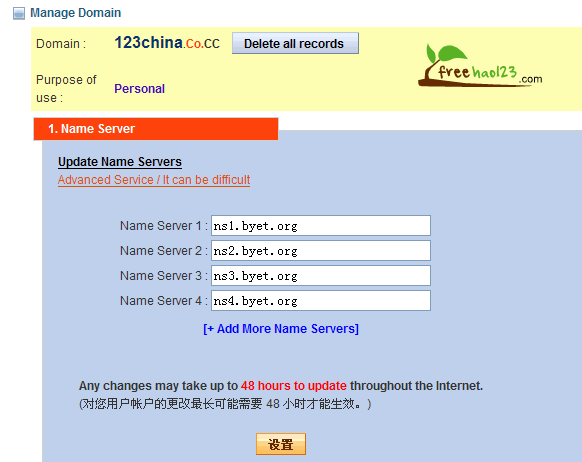 Manage Domain
Domain : 123china.Co.CC Delete all records
freehao123.com
Purpose of use : Personal
1. Name Server
Update Name Servers
Advanced Service / It can be difficult
Name Server 1 : ns1.byet.org
Name Server 2 : ns2.byet.org
Name Server 3 : ns3.byet.org
Name Server 4 : ns4.byet.org
[+ Add More Name Servers]
Any changes may take up to 48 hours to update throughout the Internet.
(对您用户帐户的更改最长可能需要 48 小时才能生效。)
设置